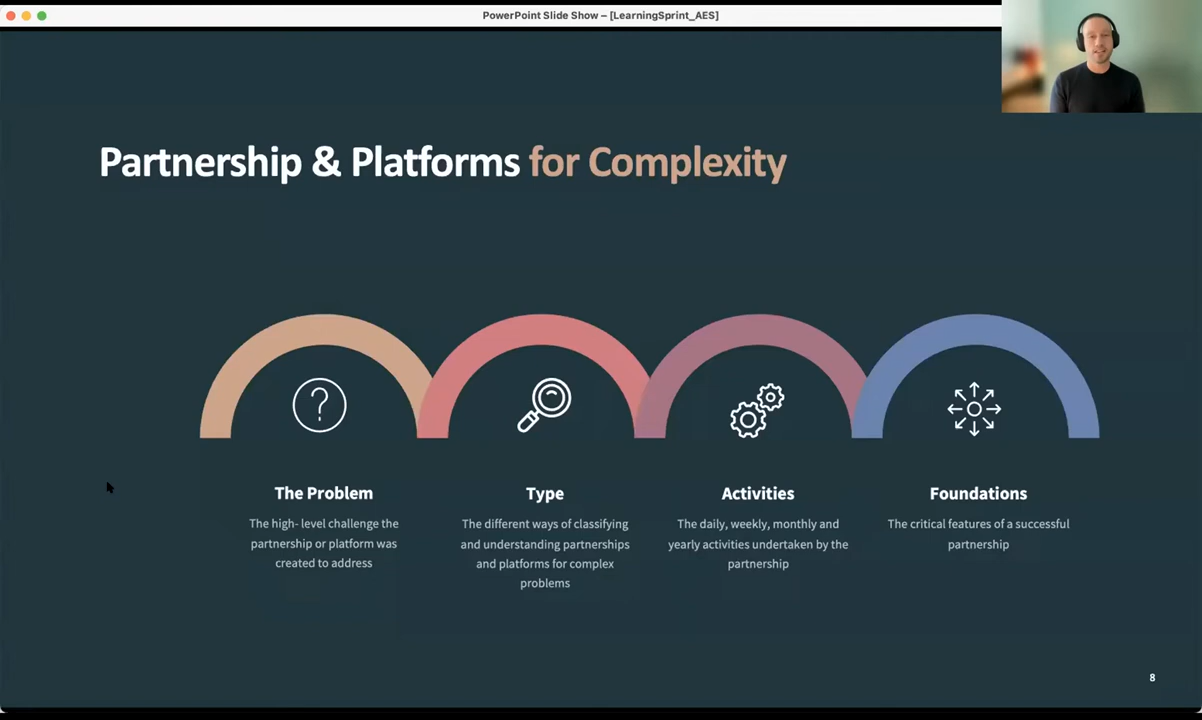 PowerPoint Slide Show – [LearningSprint_AES]
Partnership & Platforms for Complexity
?
The Problem
The high- level challenge the
partnership or platform was
created to address
Type
The different ways of classifying
and understanding partnerships
and platforms for complex
problems
Activities
The daily, weekly, monthly and
yearly activities undertaken by the
partnership
Foundations
The critical features of a successful
partnership
8